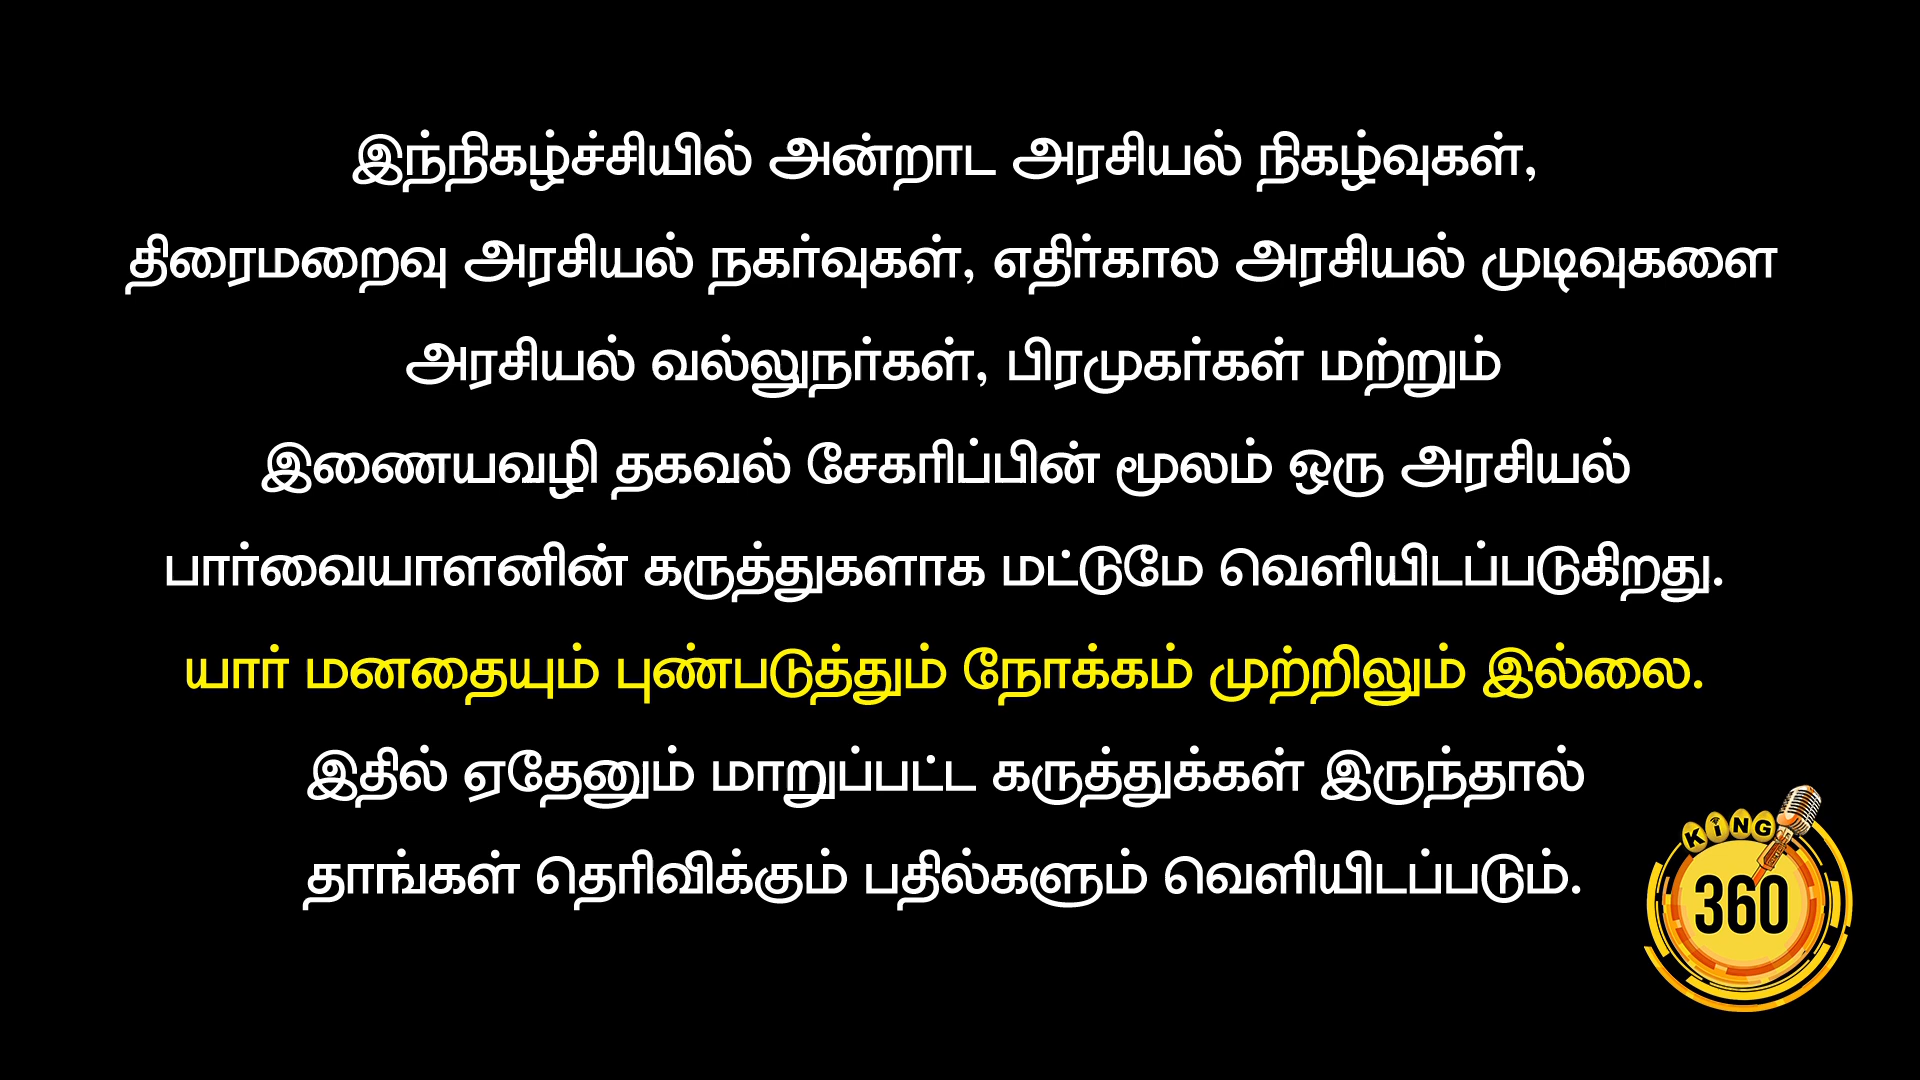 இந்நிகழ்ச்சியில் அன்றாட அரசியல் நிகழ்வுகள்,
திரைமறைவு அரசியல் நகர்வுகள், எதிர்கால அரசியல் முடிவுகளை
அரசியல் வல்லுநர்கள், பிரமுகர்கள் மற்றும்
இணையவழி தகவல் சேகரிப்பின் மூலம் ஒரு அரசியல்
பார்வையாளனின் கருத்துகளாக மட்டுமே வெளியிடப்படுகிறது.
யார் மனதையும் புண்படுத்தும் நோக்கம் முற்றிலும் இல்லை.
இதில் ஏதேனும் மாறுப்பட்ட கருத்துக்கள் இருந்தால்
தாங்கள் தெரிவிக்கும் பதில்களும் வெளியிடப்படும்.
KiNG
360